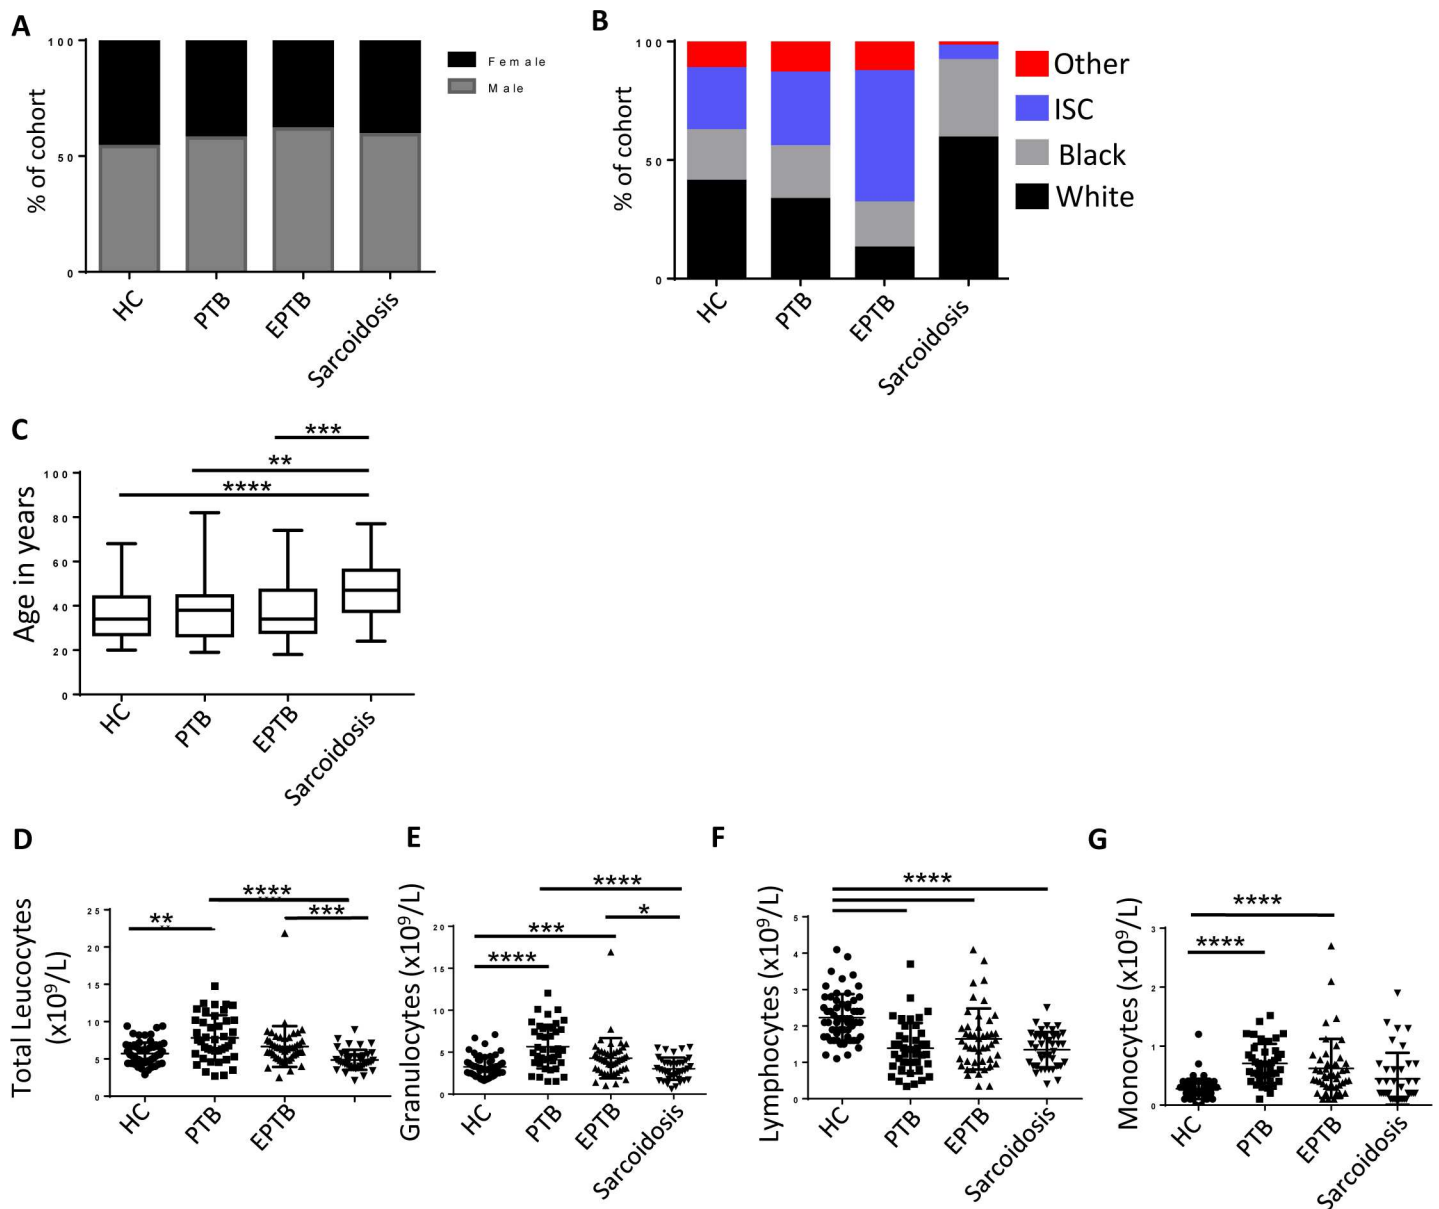 A
% of cohort
100
50
0
HC
PTB
EPTB
Sarcoidosis
Female
Male
B
% of cohort
100
50
0
HC
PTB
EPTB
Sarcoidosis
Other
ISC
Black
White
C
Age in years
100
80
60
40
20
0
***
**
****
HC
PTB
EPTB
Sarcoidosis
D
Total Leucocytes
(x10⁹/L)
25
20
15
10
5
0
****
***
**
HC
PTB
EPTB
E
Granulocytes (x10⁹/L)
20
15
10
5
0
****
*
***
****
HC
PTB
EPTB
Sarcoidosis
F
Lymphocytes (x10⁹/L)
5
4
3
2
1
0
****
HC
PTB
EPTB
Sarcoidosis
G
Monocytes (x10⁹/L)
3
2
1
0
****
****
HC
PTB
EPTB
Sarcoidosis